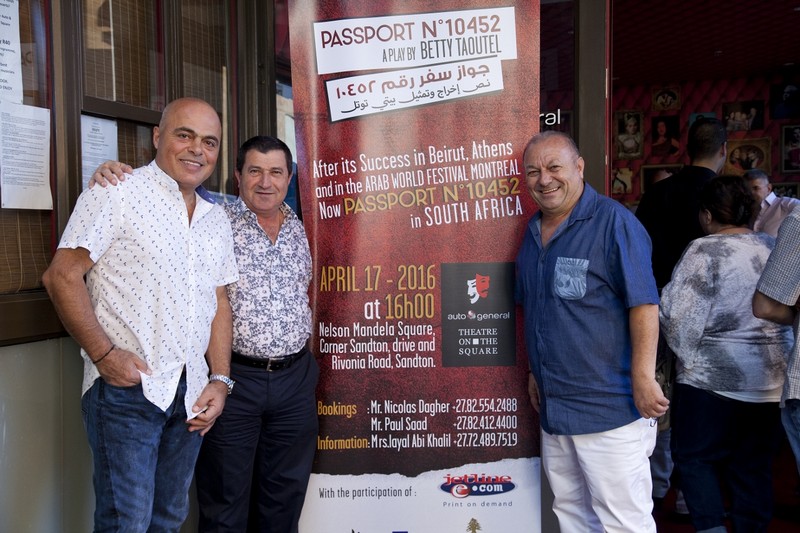 PASSPORT N°10452
A PLAY BY BETTY TAOUTEL
جواز سفر رقم ١٠٤٥٢
نص إخراج وتمثيل بيتي توتل
After its Success in Beirut, Athens
and in the ARAB WORLD FESTIVAL MONTREAL
Now PASSPORT N°10452
in SOUTH AFRICA
APRIL 17 - 2016
at 16h00
Nelson Mandela Square,
Corner Sandton, drive and
Rivonia Road, Sandton.
auto general
THEATRE
ON THE SQUARE
Bookings : Mr. Nicolas Dagher +27.82.554.2488
Mr. Paul Saad +27.82.412.4400
Information: Mrs.layal Abi Khalil +27.72.489.7519
With the participation of :
jetline
e.com
Print on demand